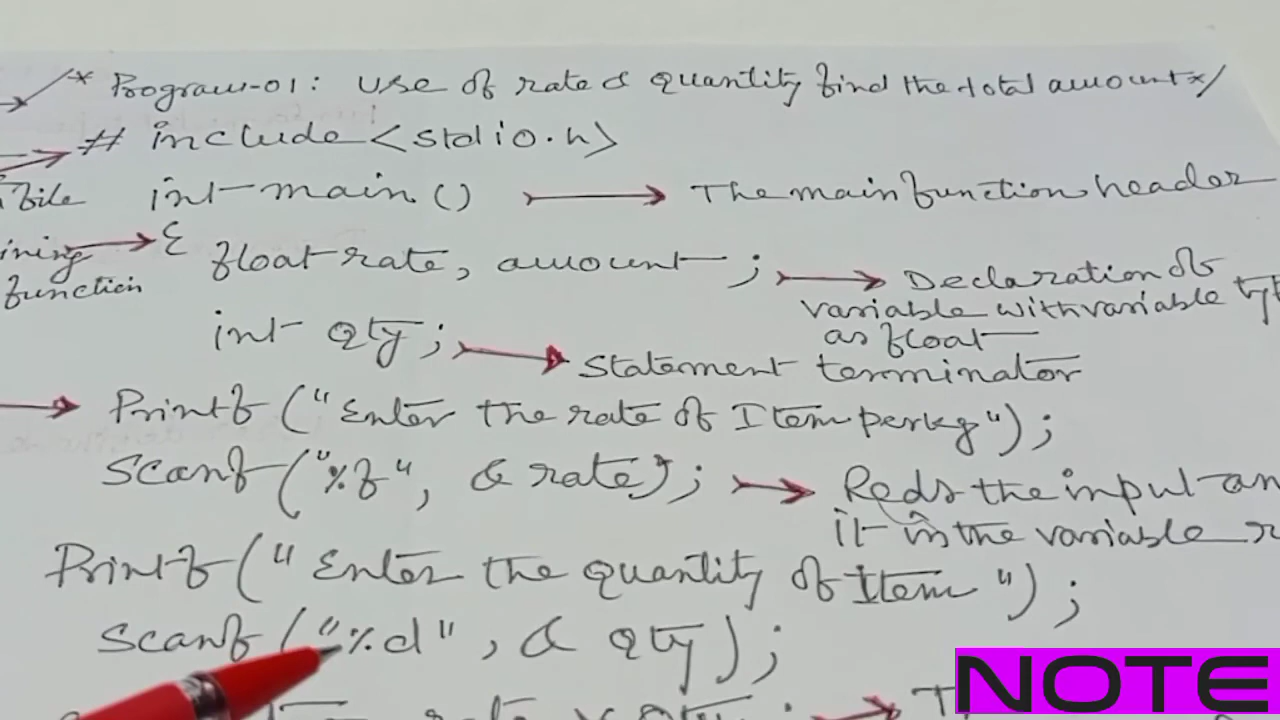 /* Program-01: Use of rate & quantity find the total amount */
# include <stdio.h>
file int main() The main function header
{ float rate, amount ; Declaration of
function variable with variable
int qty; as float
Statement terminator
Printf ("Enter the rate of Item per kg");
Scanf ("%f", & rate); Reds the input
it in the variable
Printf ("Enter the quantity of Item");
Scanf ("%d", & qty);
NOTE